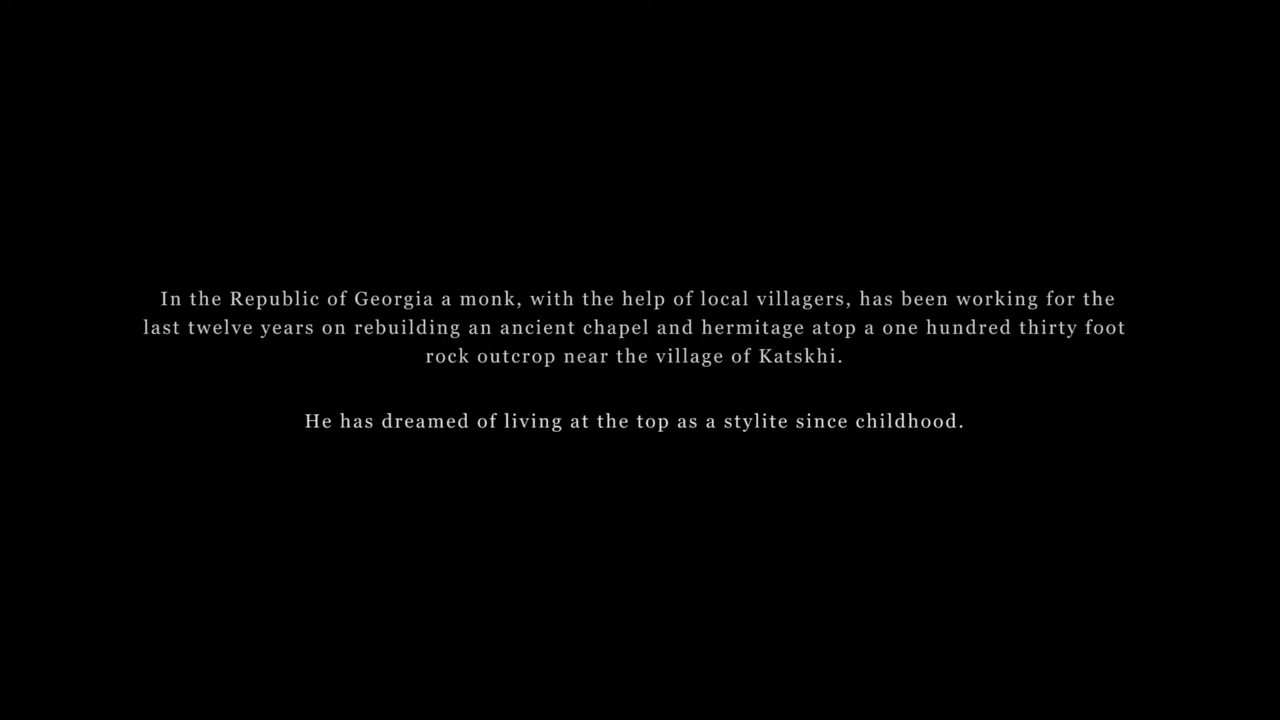 In the Republic of Georgia a monk, with the help of local villagers, has been working for the
last twelve years on rebuilding an ancient chapel and hermitage atop a one hundred thirty foot
rock outcrop near the village of Katskhi.
He has dreamed of living at the top as a stylite since childhood.